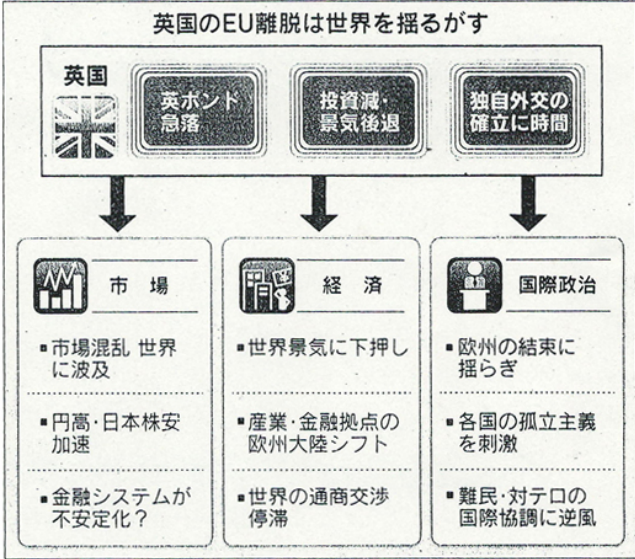 英国のEU離脱は世界を揺るがす
英国
英ポンド
急落
投資減・
景気後退
独自外交の
確立に時間
市場
▪市場混乱 世界
に波及
▪円高・日本株安
加速
▪金融システムが
不安定化？
経済
▪世界景気に下押し
▪産業・金融拠点の
欧州大陸シフト
▪世界の通商交渉
停滞
国際政治
▪欧州の結束に
揺らぎ
▪各国の孤立主義
を刺激
▪難民・対テロの
国際協調に逆風